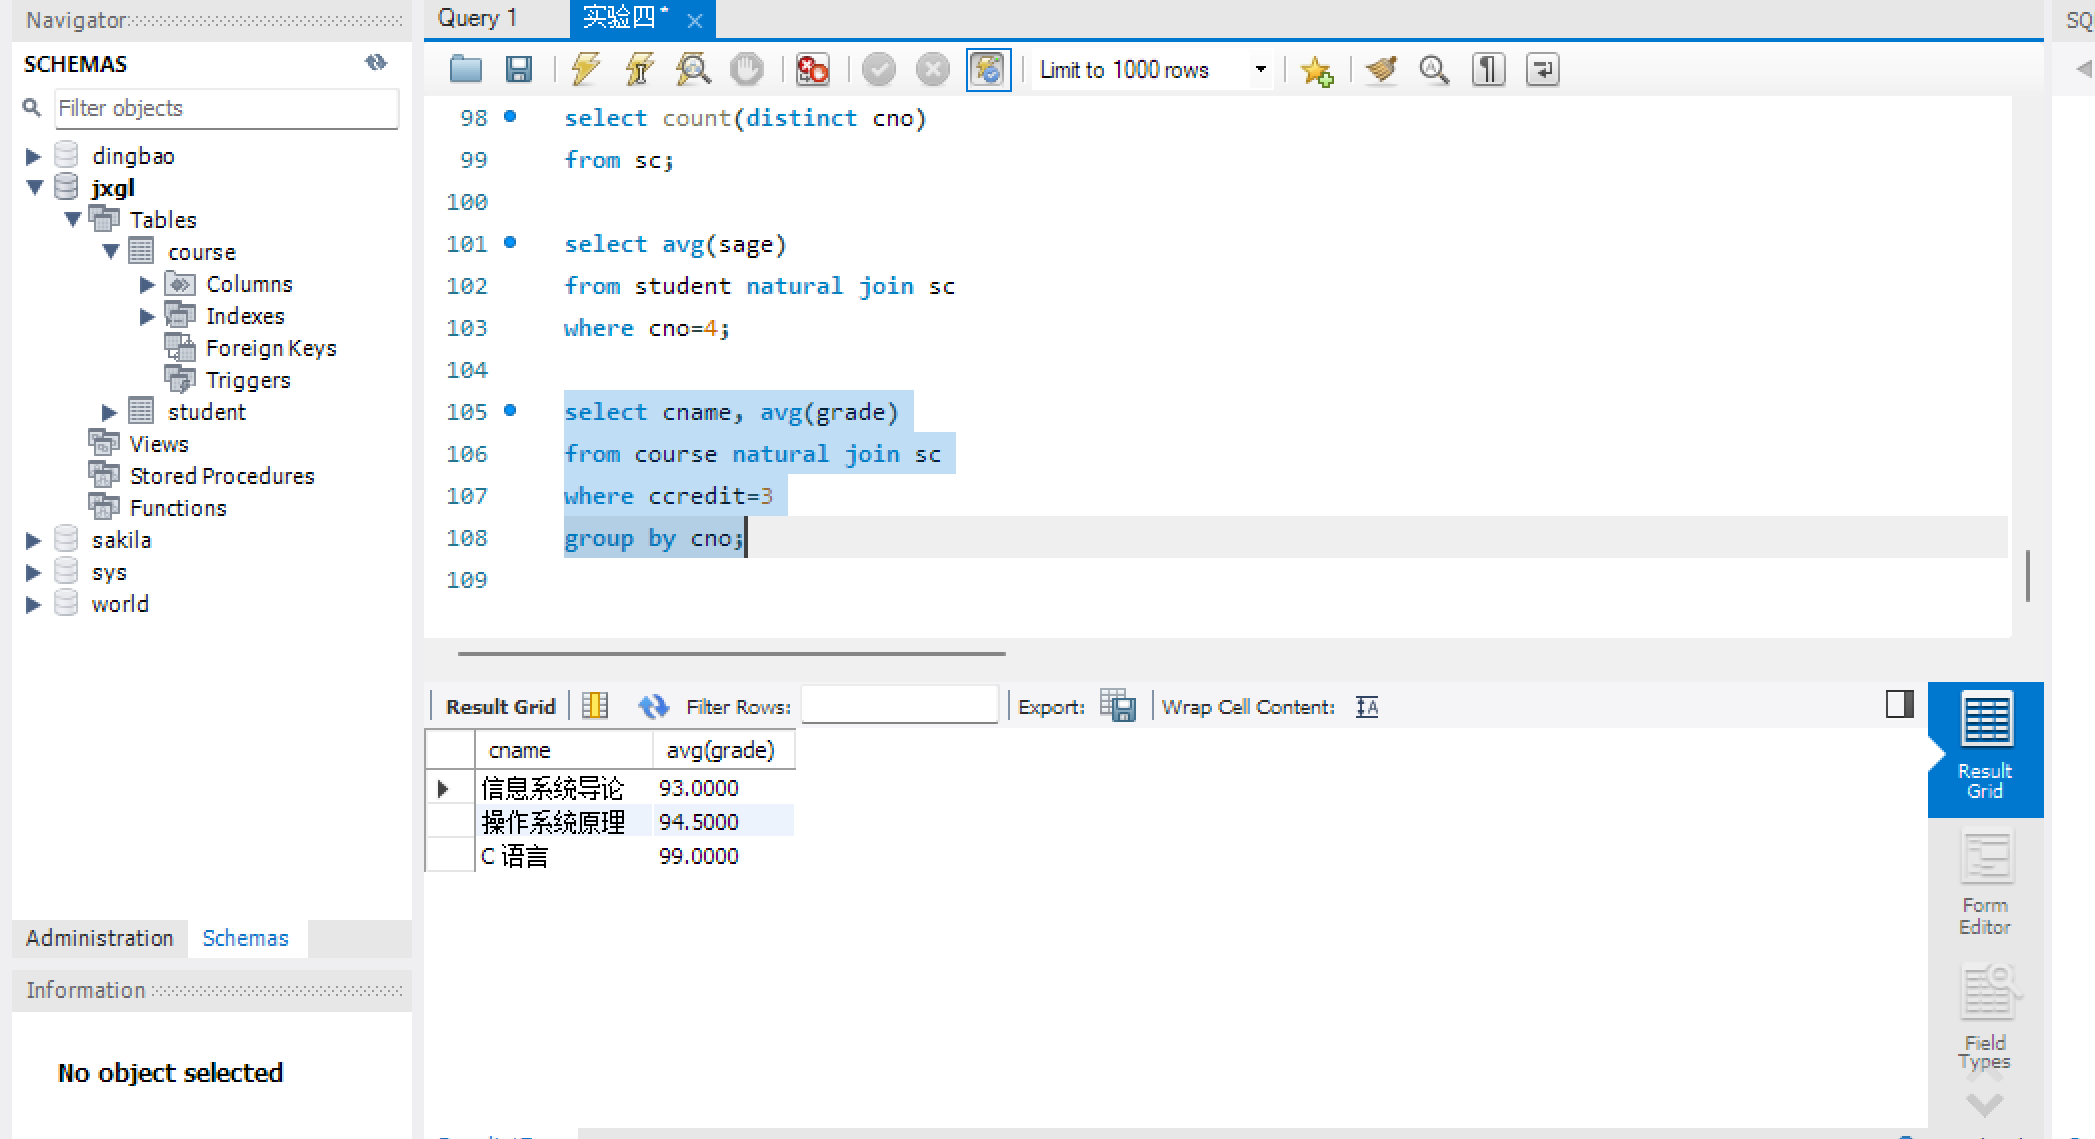 Navigator
SCHEMAS
Filter objects
dingbao
jxgl
Tables
course
Columns
Indexes
Foreign Keys
Triggers
student
Views
Stored Procedures
Functions
sakila
sys
world
Administration Schemas
Information
No object selected
Query 1 实验四*
Limit to 1000 rows
98 select count(distinct cno)
99 from sc;
100
101 select avg(sage)
102 from student natural join sc
103 where cno=4;
104
105 select cname, avg(grade)
106 from course natural join sc
107 where ccredit=3
108 group by cno;
109
Result Grid Filter Rows: Export: Wrap Cell Content:
cname avg(grade)
信息系统导论 93.0000
操作系统原理 94.5000
C 语言 99.0000
Result
Grid
Form
Editor
Field
Types
SQ